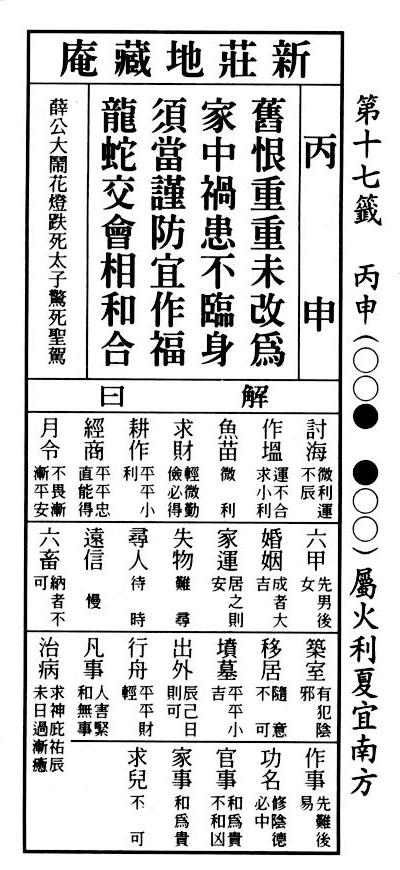 第十七籤 丙申(○○● ●○○)屬火利夏宜南方
新莊地藏庵
丙申
舊恨重重未改爲
家中禍患不臨身
須當謹防宜作福
龍蛇交會相和合
薛公大鬧花燈跌死太子驚死聖駕
解曰
討海 微利運不辰
作塭 運不合求小利
魚苗 微利
求財 輕微勤儉必得
耕作 平平小利
經商 平平忠直能得
月令 不畏漸漸平安
六甲 先男後女
婚姻 成者大吉
家運 居之則安
失物 難尋
尋人 待時
遠信 慢
六畜 納者不可
築室 有犯陰邪
移居 隨意不可
墳墓 平平小吉
出外 辰己日則可
行舟 平平財輕
凡事 人害緊和無事
治病 求神庇祐辰未日過漸癒
作事 先難後易
功名 修陰德必中
官事 和爲貴不和凶
家事 和爲貴
求兒 不可